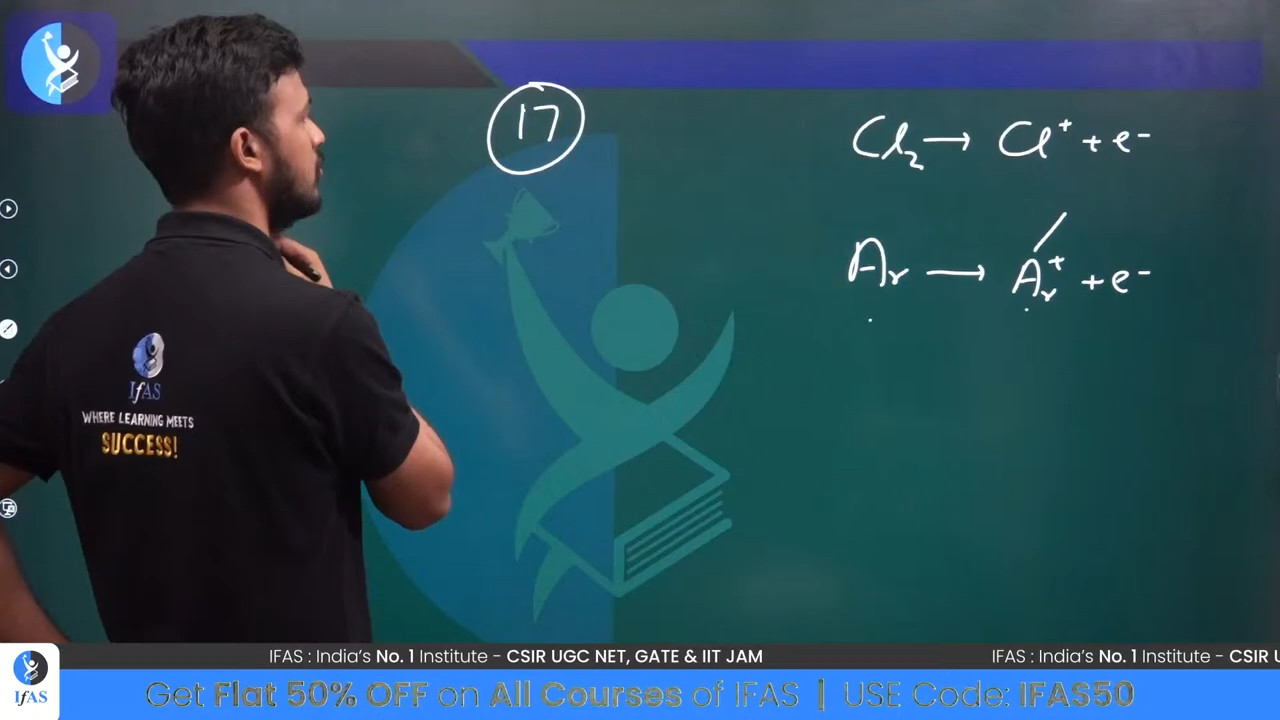 17
Cl₂ → Cl⁺ + e⁻
Ar → Ar⁺ + e⁻
IfAS
WHERE LEARNING MEETS
SUCCESS!
IFAS : India's No. 1 Institute - CSIR UGC NET, GATE & IIT JAM
IFAS : India's No. 1 Institute - CSIR U
IfAS
Get Flat 50% OFF on All Courses of IFAS | USE Code: IFAS50